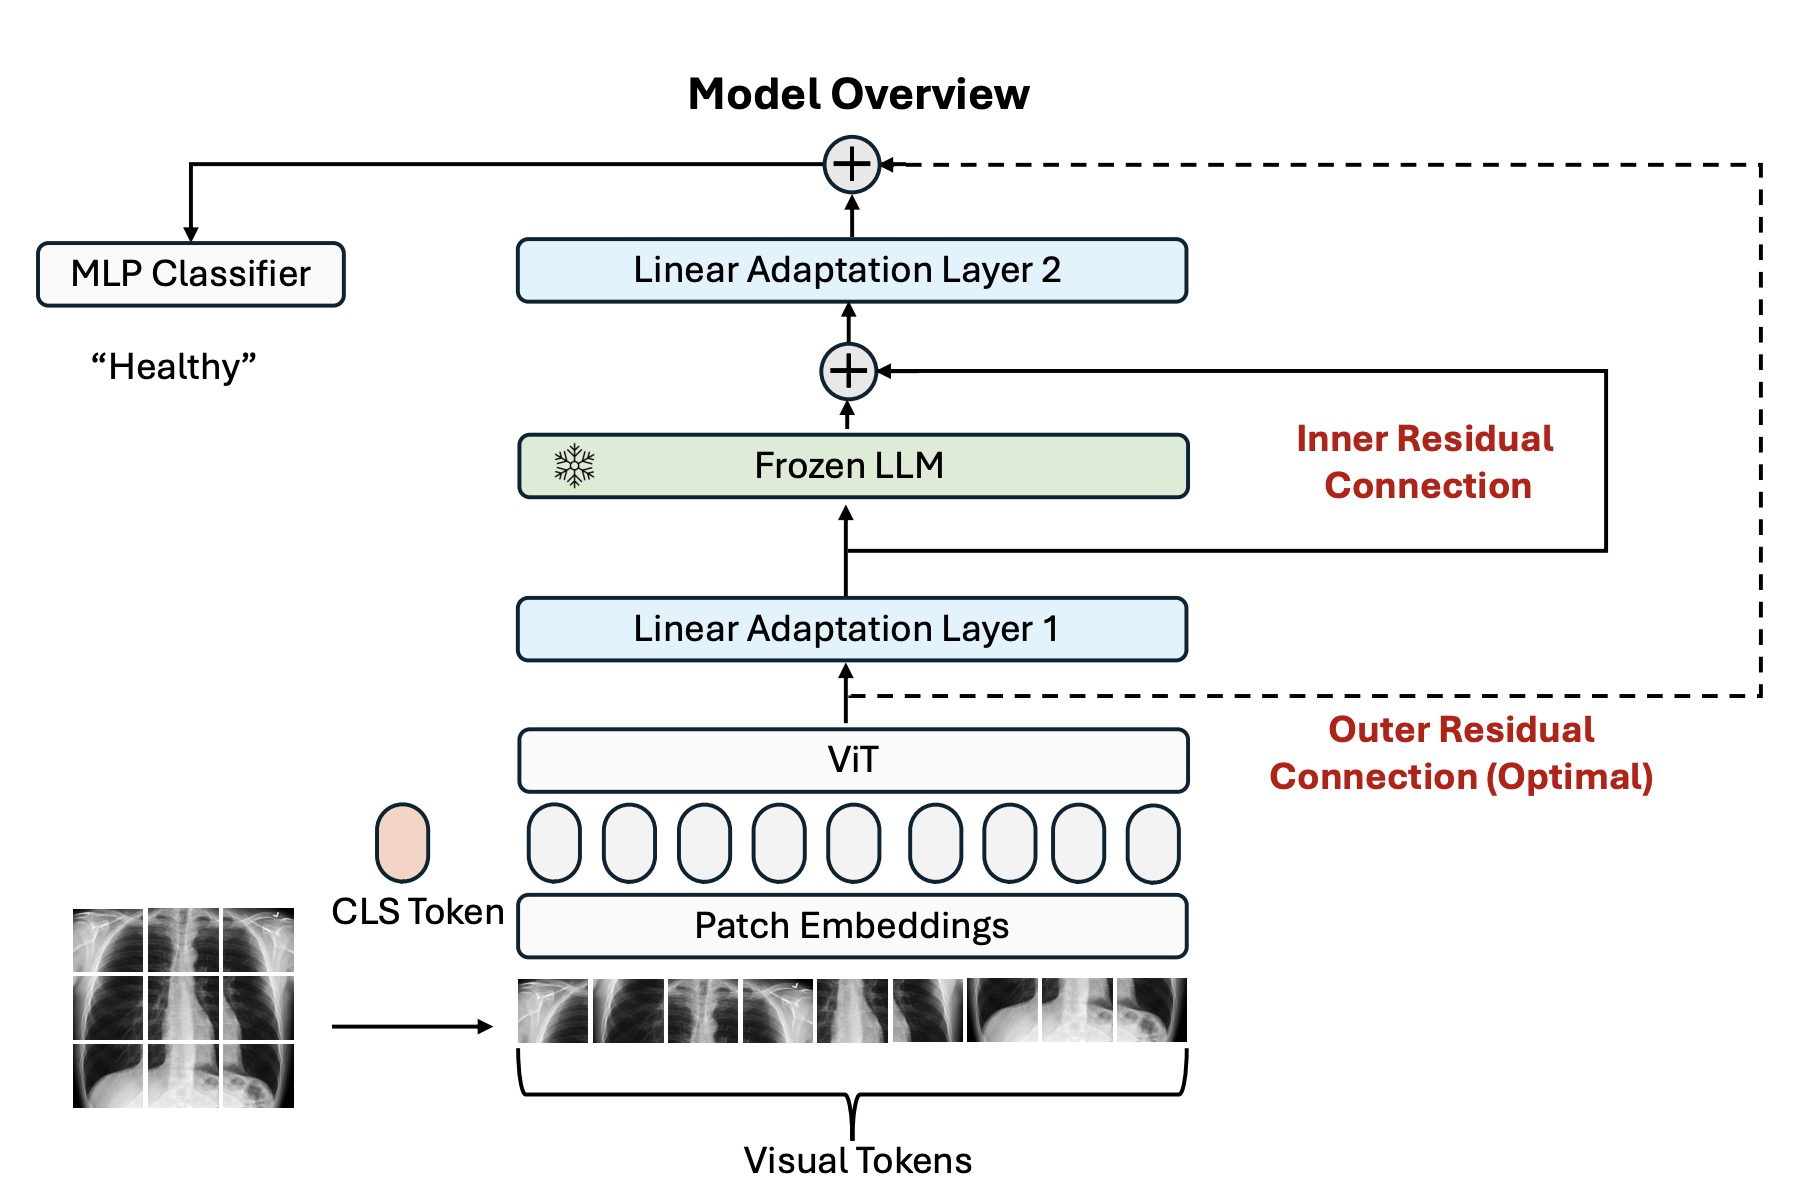 Model Overview
MLP Classifier
“Healthy”
Linear Adaptation Layer 2
Frozen LLM
Inner Residual
Connection
Linear Adaptation Layer 1
Outer Residual
Connection (Optimal)
ViT
CLS Token
Patch Embeddings
Visual Tokens